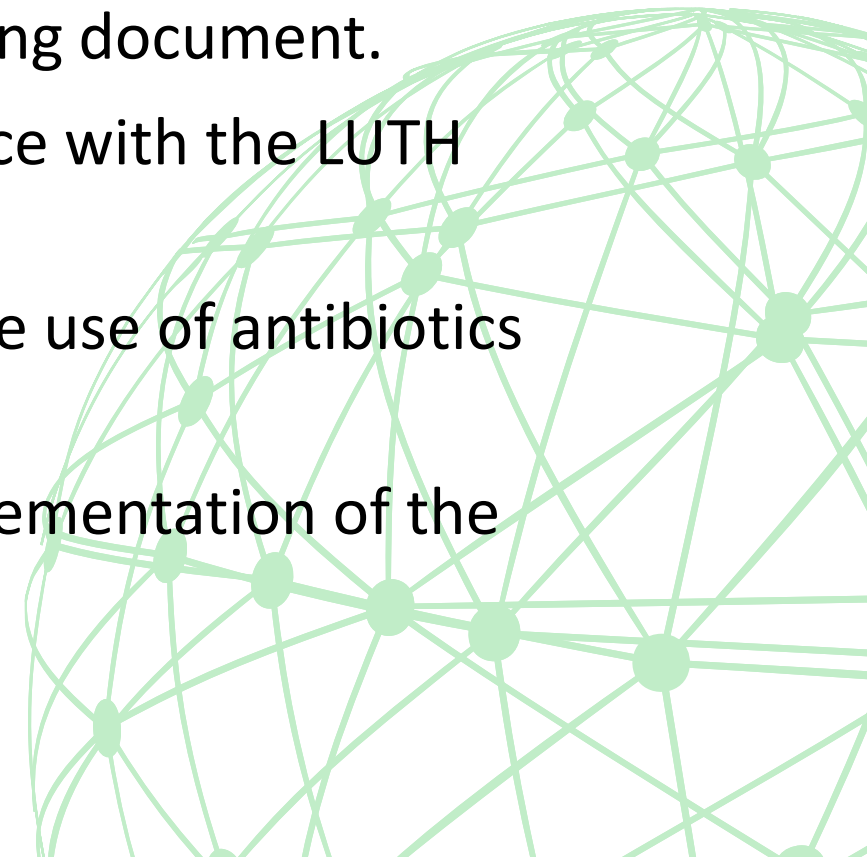 ng document.
ce with the LUTH
e use of antibiotics
ementation of the